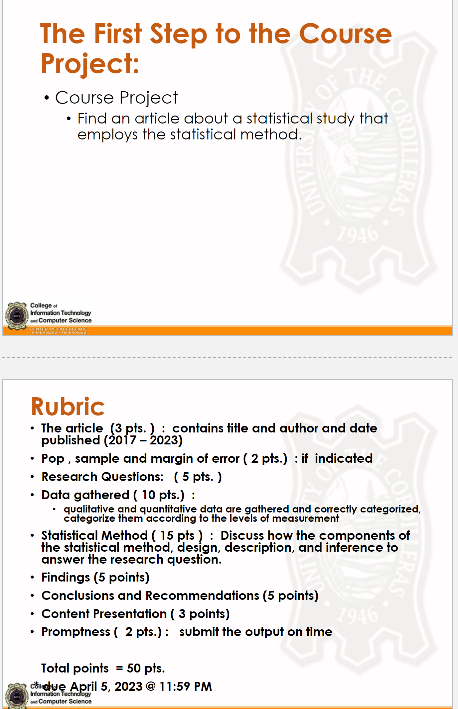 The First Step to the Course
Project:
• Course Project
• Find an article about a statistical study that
employs the statistical method.
UNIVERSITY OF THE CORDILLERAS
1946
College of
Information Technology
and Computer Science
Rubric
• The article (3 pts. ) : contains title and author and date
published (2017 – 2023)
• Pop , sample and margin of error ( 2 pts.) : if indicated
• Research Questions: ( 5 pts. )
• Data gathered ( 10 pts.) :
• qualitative and quantitative data are gathered and correctly categorized,
categorize them according to the levels of measurement
• Statistical Method ( 15 pts ) : Discuss how the components of
the statistical method, design, description, and inference to
answer the research question.
• Findings (5 points)
• Conclusions and Recommendations (5 points)
• Content Presentation ( 3 points)
• Promptness ( 2 pts.) : submit the output on time
Total points = 50 pts.
* due April 5, 2023 @ 11:59 PM
College of
Information Technology
and Computer Science
1946